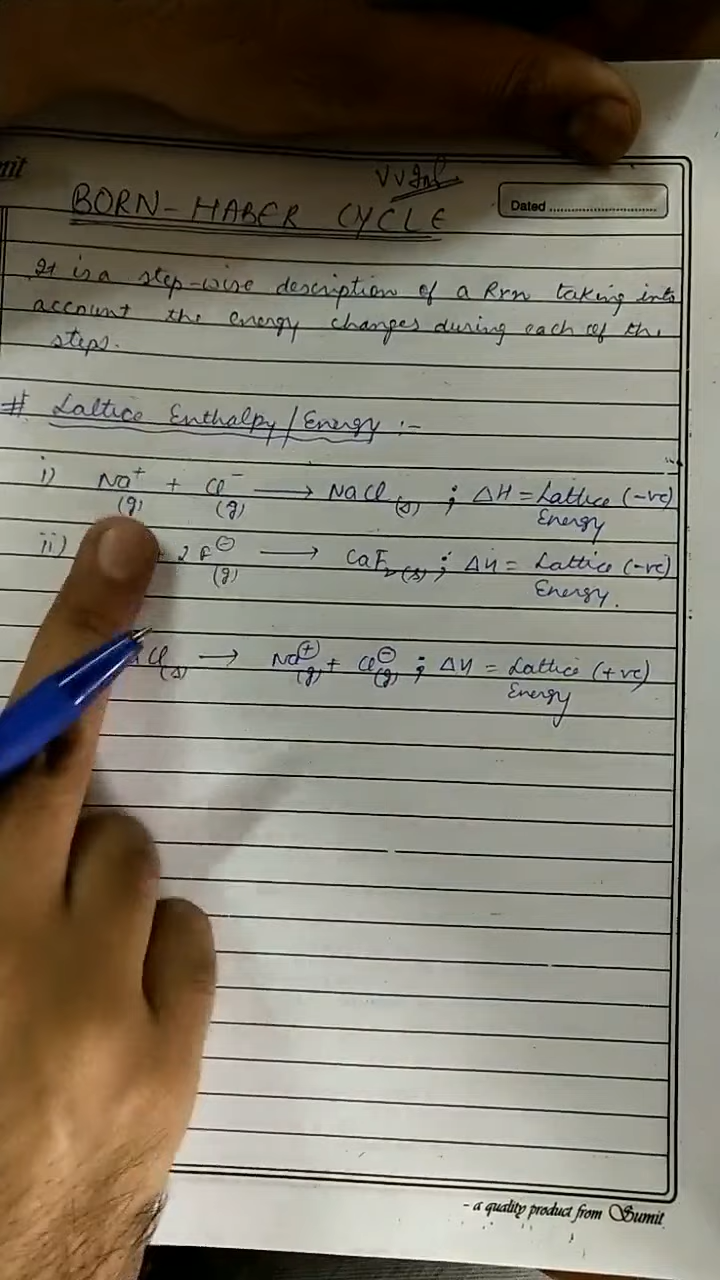 VV Iml.
BORN-HABER CYCLE
Dated
It is a step-wise description of a Rxn taking into
account the energy changes during each of the
steps.
# Lattice Enthalpy/Energy :-
i) Na⁺(g) + Cl⁻(g) ⟶ NaCl(s) ; ΔH = Lattice (-ve)
Energy
ii) + 2F⊖(g) ⟶ CaF₂(s) ; ΔH = Lattice (-ve)
Energy.
Cl(s) ⟶ Na⊕(g) + Cl⊖(g) ; ΔH = Lattice (+ve)
Energy
- a quality product from Sumit